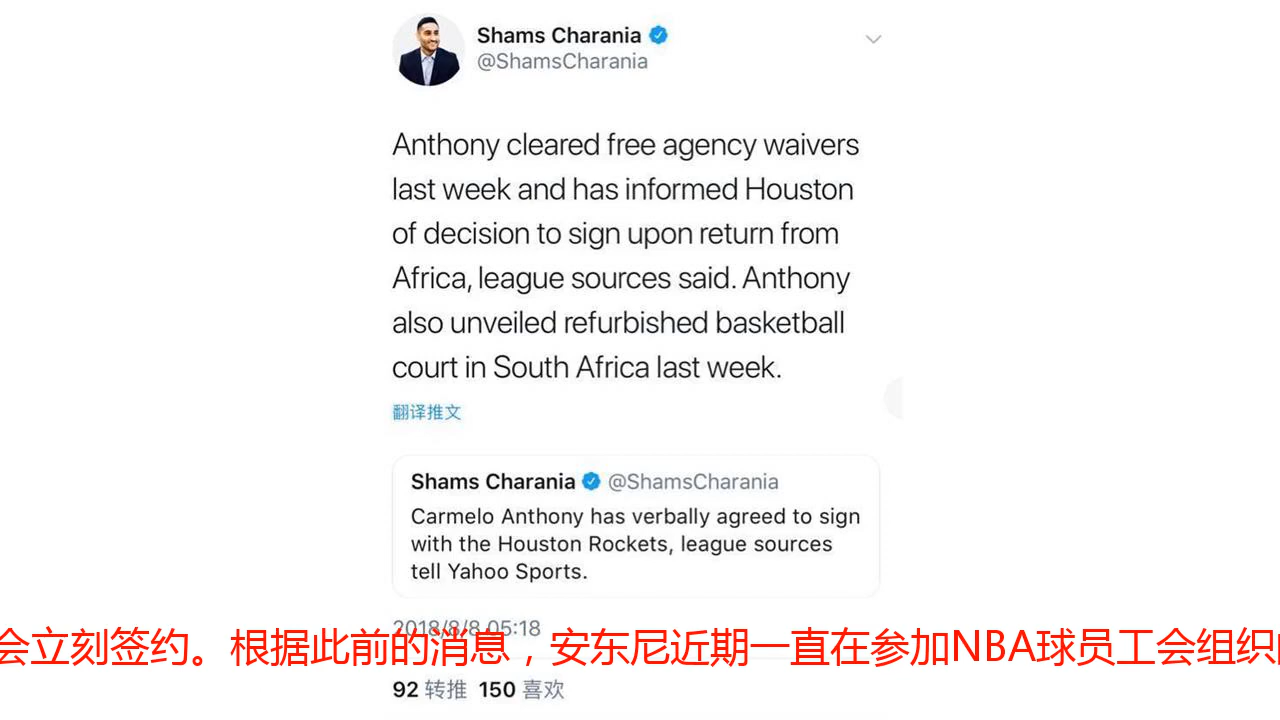 Shams Charania
@ShamsCharania
Anthony cleared free agency waivers
last week and has informed Houston
of decision to sign upon return from
Africa, league sources said. Anthony
also unveiled refurbished basketball
court in South Africa last week.
翻译推文
Shams Charania @ShamsCharania
Carmelo Anthony has verbally agreed to sign
with the Houston Rockets, league sources
tell Yahoo Sports.
2018/8/8 05:18
会立刻签约。根据此前的消息，安东尼近期一直在参加NBA球员工会组织
92 转推 150 喜欢